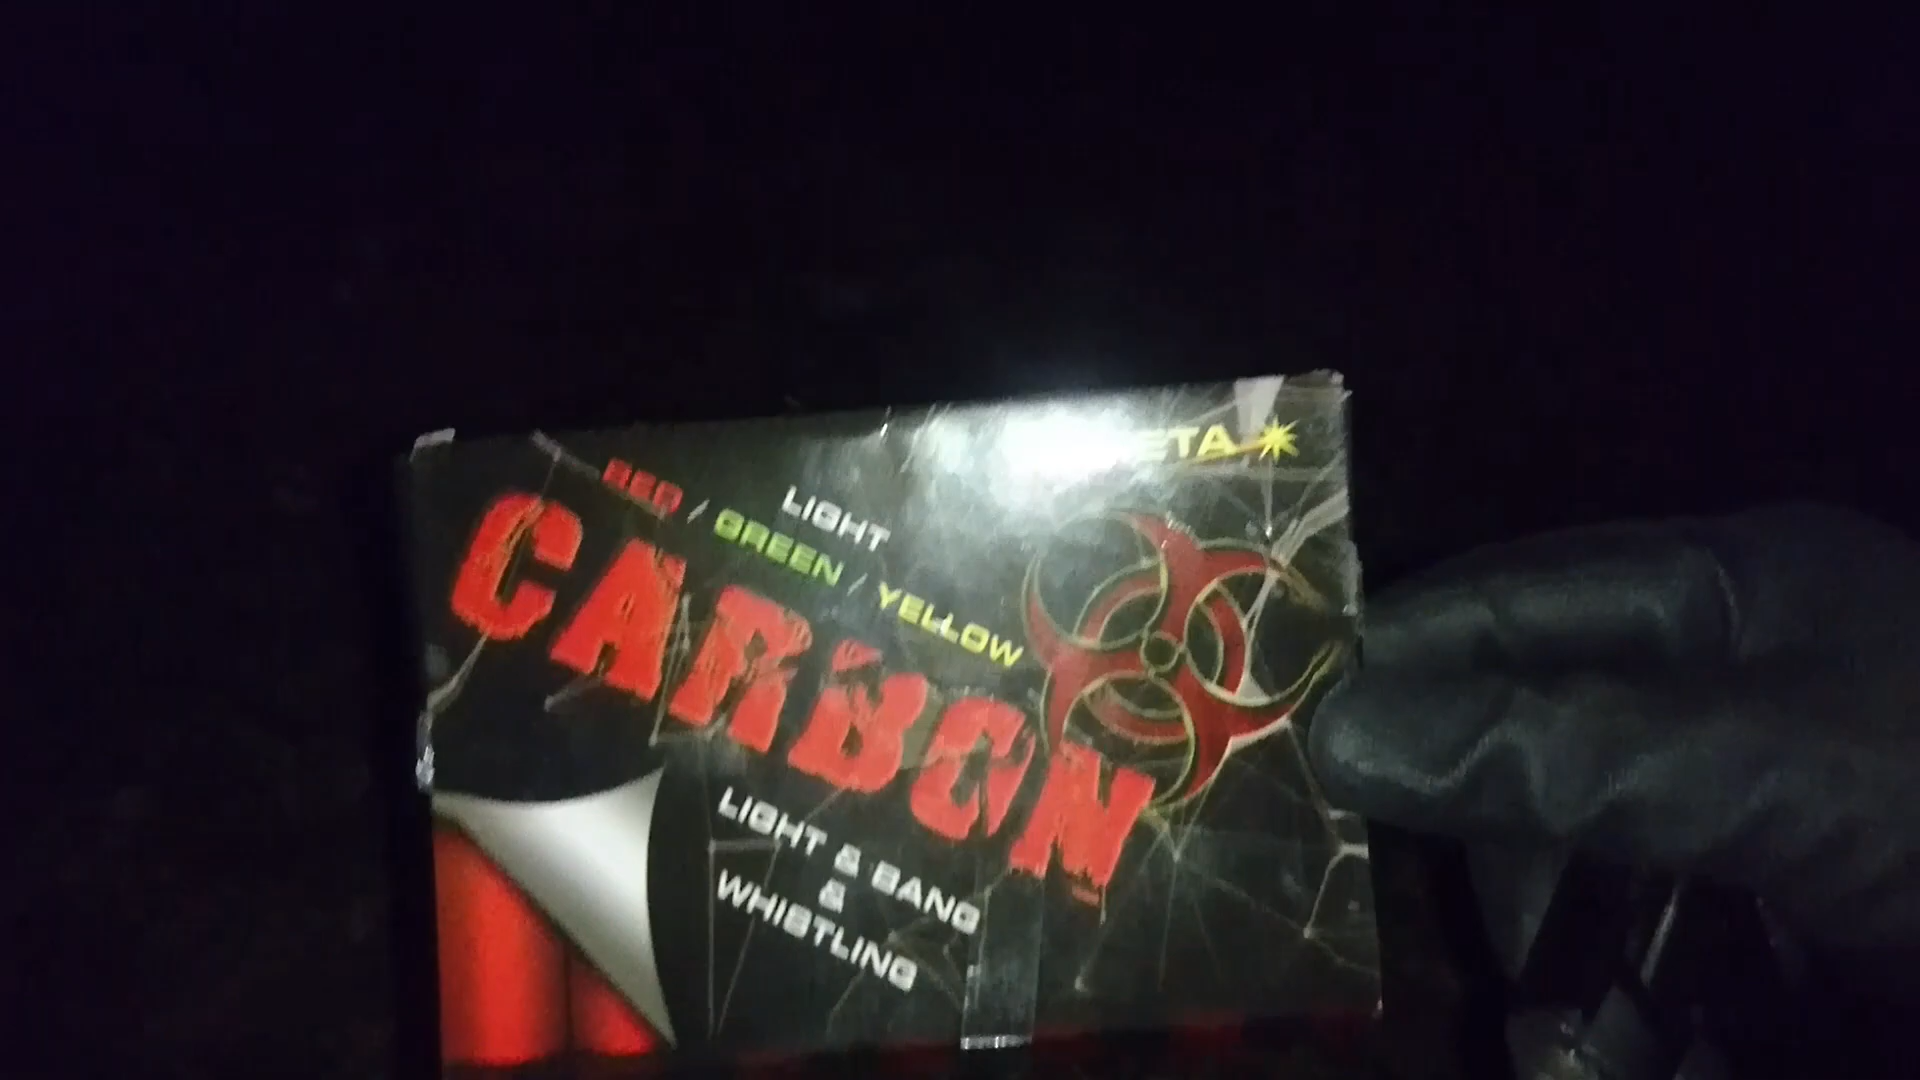 LIGHT
RED / GREEN / YELLOW
CARBON
LIGHT & BANG
&
WHISTLING